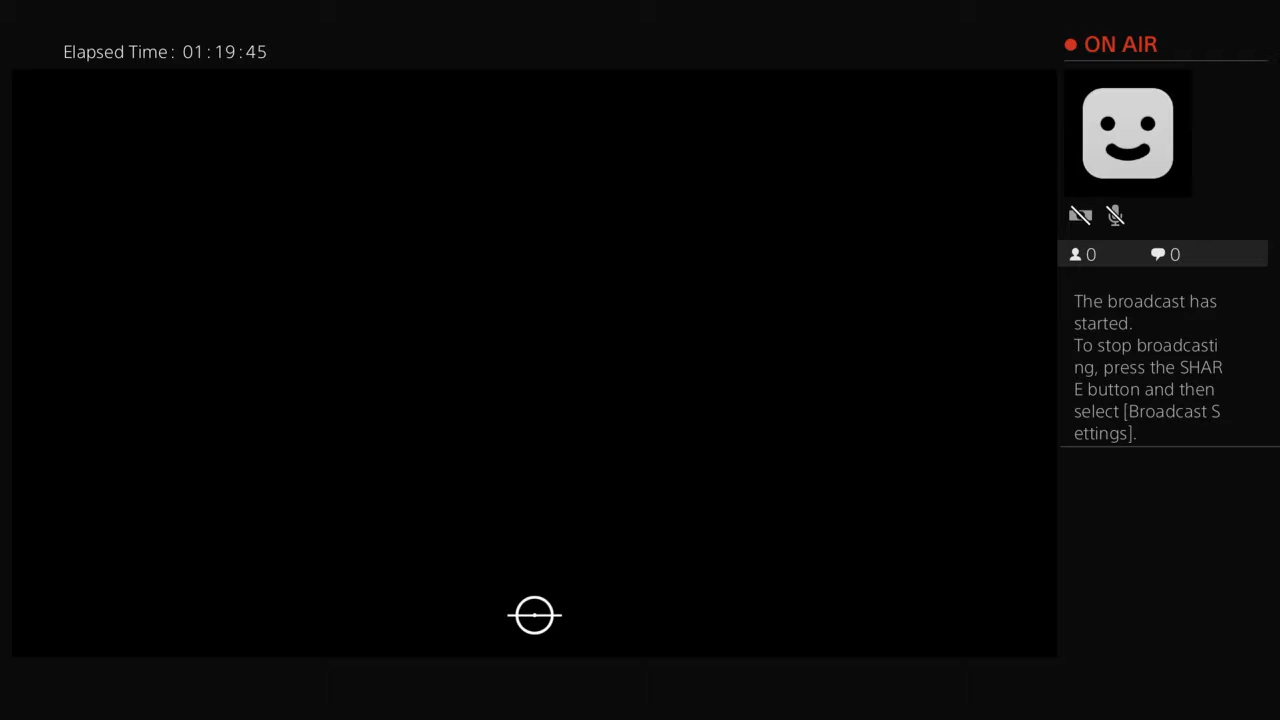 Elapsed Time: 01:19:45
ON AIR
0 0
The broadcast has
started.
To stop broadcasti
ng, press the SHAR
E button and then
select [Broadcast S
ettings].